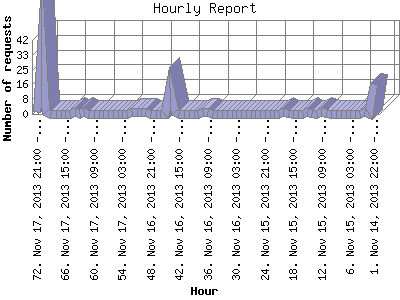 Hourly Report
Number of requests
42
33
25
16
8
0
72. Nov 17, 2013 21:00 -...
66. Nov 17, 2013 15:00 -...
60. Nov 17, 2013 09:00 -...
54. Nov 17, 2013 03:00 -...
48. Nov 16, 2013 21:00 -...
42. Nov 16, 2013 15:00 -...
36. Nov 16, 2013 09:00 -...
30. Nov 16, 2013 03:00 -...
24. Nov 15, 2013 21:00 -...
18. Nov 15, 2013 15:00 -...
12. Nov 15, 2013 09:00 -...
6. Nov 15, 2013 03:00 -...
1. Nov 14, 2013 22:00 -...
Hour